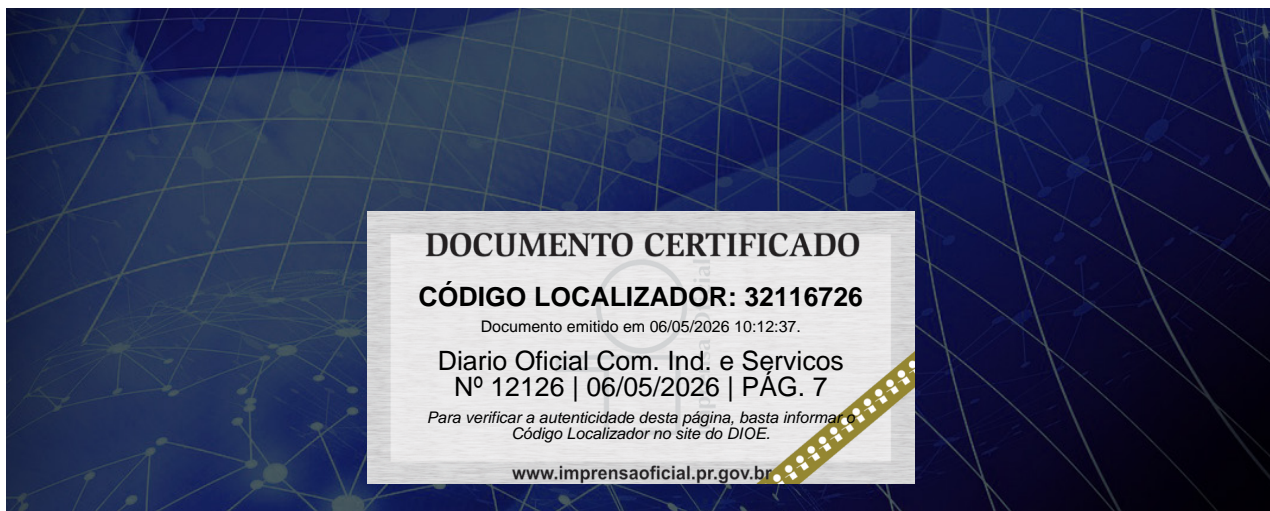 DOCUMENTO CERTIFICADO
CÓDIGO LOCALIZADOR: 32116726
Documento emitido em 06/05/2026 10:12:37.
Diario Oficial Com. Ind. e Servicos
Nº 12126 | 06/05/2026 | PÁG. 7
Para verificar a autenticidade desta página, basta informar o
Código Localizador no site do DIOE.
www.imprensaoficial.pr.gov.br